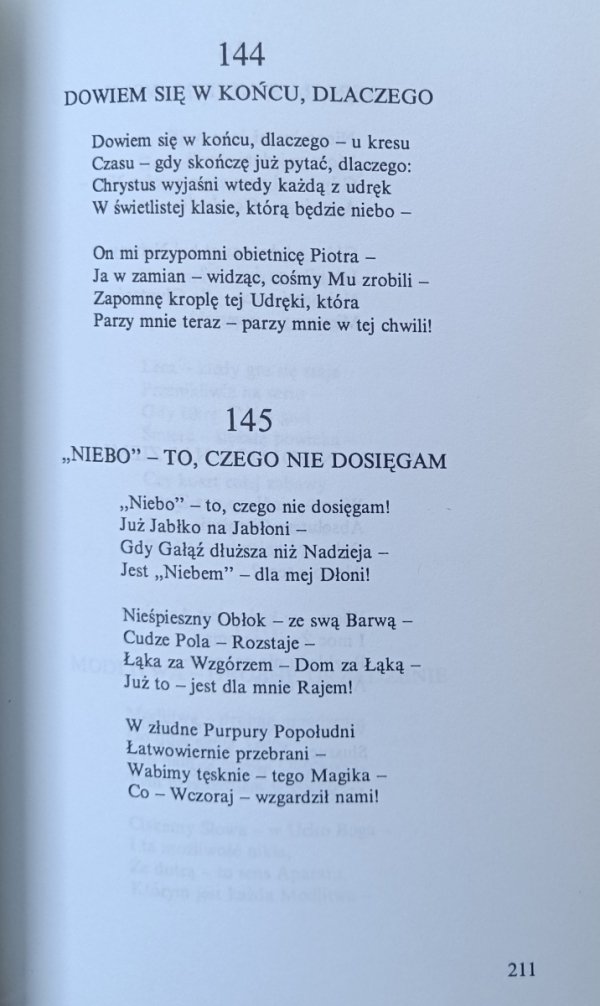 144
DOWIEM SIĘ W KOŃCU, DLACZEGO
Dowiem się w końcu, dlaczego – u kresu
Czasu – gdy skończę już pytać, dlaczego:
Chrystus wyjaśni wtedy każdą z udręk
W świetlistej klasie, którą będzie niebo –
On mi przypomni obietnicę Piotra –
Ja w zamian – widząc, cośmy Mu zrobili –
Zapomnę kroplę tej Udręki, która
Parzy mnie teraz – parzy mnie w tej chwili!
145
„NIEBO” – TO, CZEGO NIE DOSIĘGAM
„Niebo” – to, czego nie dosięgam!
Już Jabłko na Jabłoni –
Gdy Gałąź dłuższa niż Nadzieja –
Jest „Niebem” – dla mej Dłoni!
Nieśpieszny Obłok – ze swą Barwą –
Cudze Pola – Rozstaje –
Łąka za Wzgórzem – Dom za Łąką –
Już to – jest dla mnie Rajem!
W złudne Purpury Popołudni
Łatwowiernie przebrani –
Wabimy tęsknie – tego Magika –
Co – Wczoraj – wzgardził nami!
211